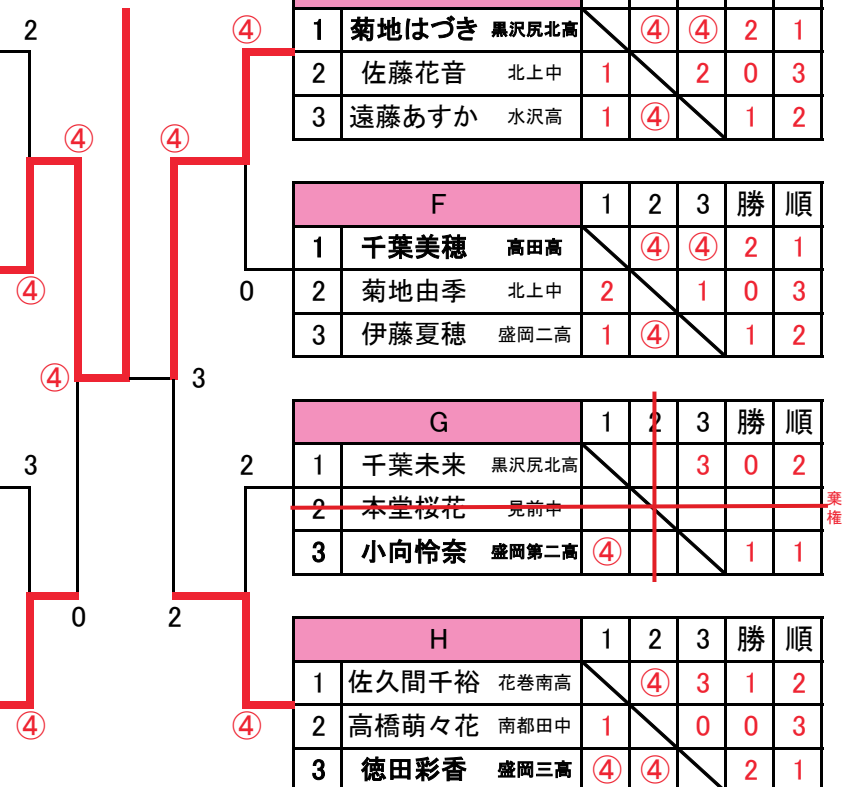 2
④
④
④
④
0
④
3
3
2
0
2
④
④
1 菊地はづき 黒沢尻北高 ④ ④ 2 1
2 佐藤花音 北上中 1 2 0 3
3 遠藤あすか 水沢高 1 ④ 1 2
F 1 2 3 勝 順
1 千葉美穂 高田高 ④ ④ 2 1
2 菊地由季 北上中 2 1 0 3
3 伊藤夏穂 盛岡二高 1 ④ 1 2
G 1 2 3 勝 順
1 千葉未来 黒沢尻北高 3 0 2
2 本堂桜花 見前中 棄権
3 小向怜奈 盛岡第二高 ④ 1 1
H 1 2 3 勝 順
1 佐久間千裕 花巻南高 ④ 3 1 2
2 高橋萌々花 南都田中 1 0 0 3
3 徳田彩香 盛岡三高 ④ ④ 2 1